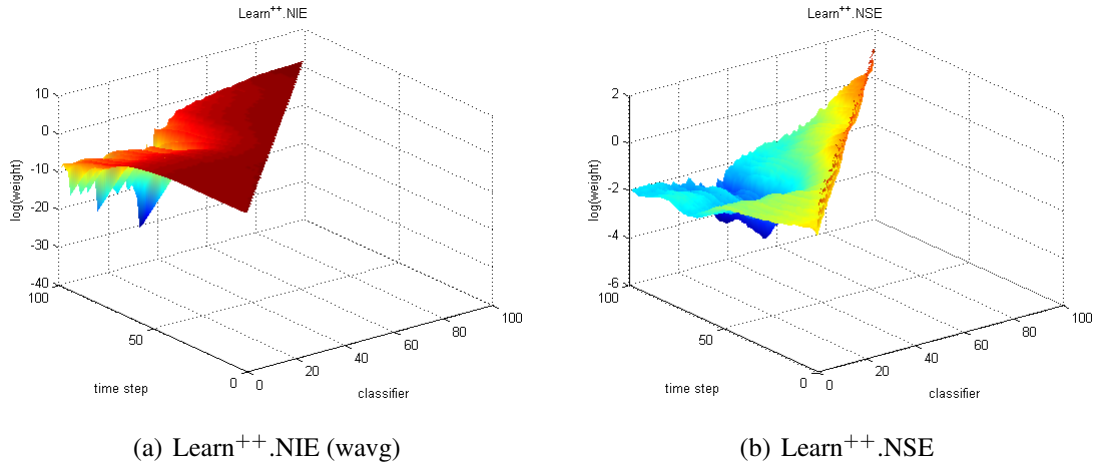 Learn++.NIE
10
0
-10
-20
-30
-40
log(weight)
100
50
0
time step
0
20
40
60
80
100
classifier
(a) Learn++.NIE (wavg)
Learn++.NSE
2
0
-2
-4
-6
log(weight)
100
50
0
time step
0
20
40
60
80
100
classifier
(b) Learn++.NSE